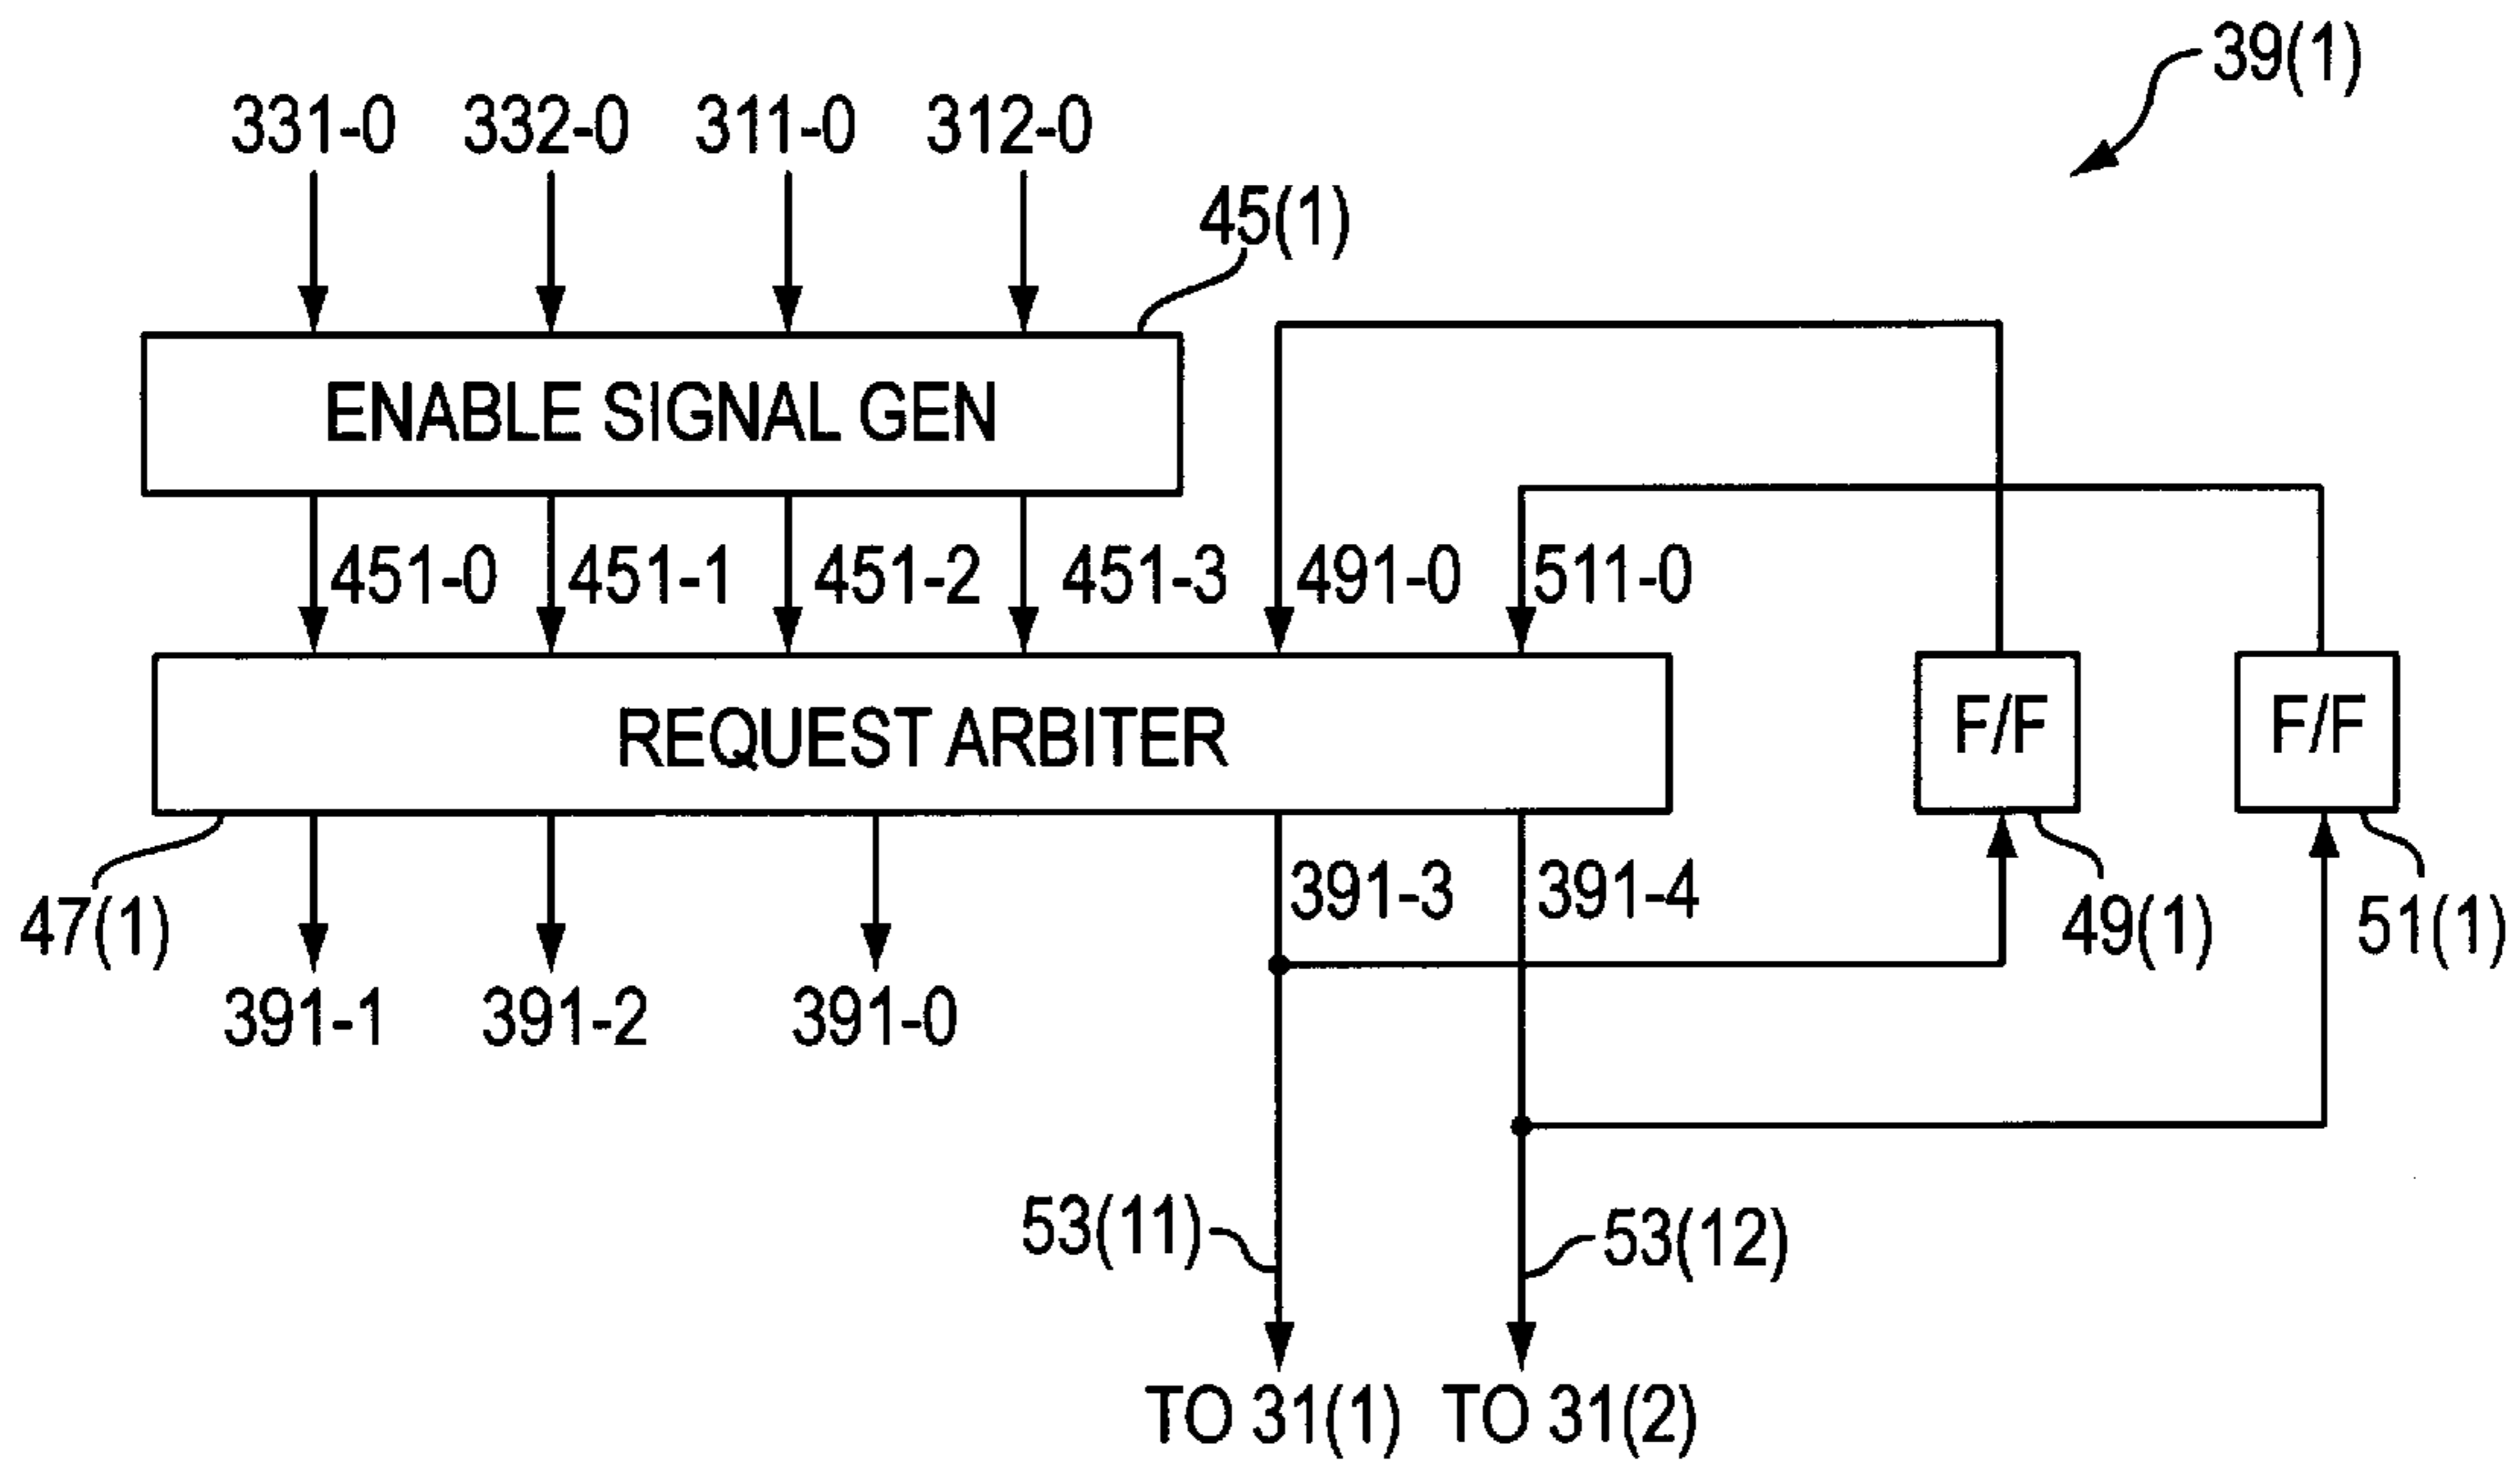 39(1)
331-0 332-0 311-0 312-0
45(1)
ENABLE SIGNAL GEN
451-0 451-1 451-2 451-3 491-0 511-0
REQUEST ARBITER
F/F
F/F
391-3 391-4
47(1)
49(1)
51(1)
391-1 391-2 391-0
53(11)
53(12)
TO 31(1) TO 31(2)